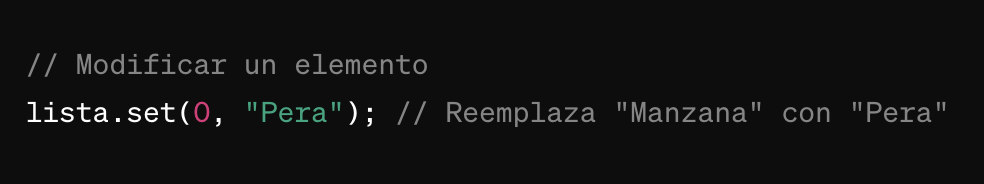 // Modificar un elemento
lista.set(0, "Pera"); // Reemplaza "Manzana" con "Pera"